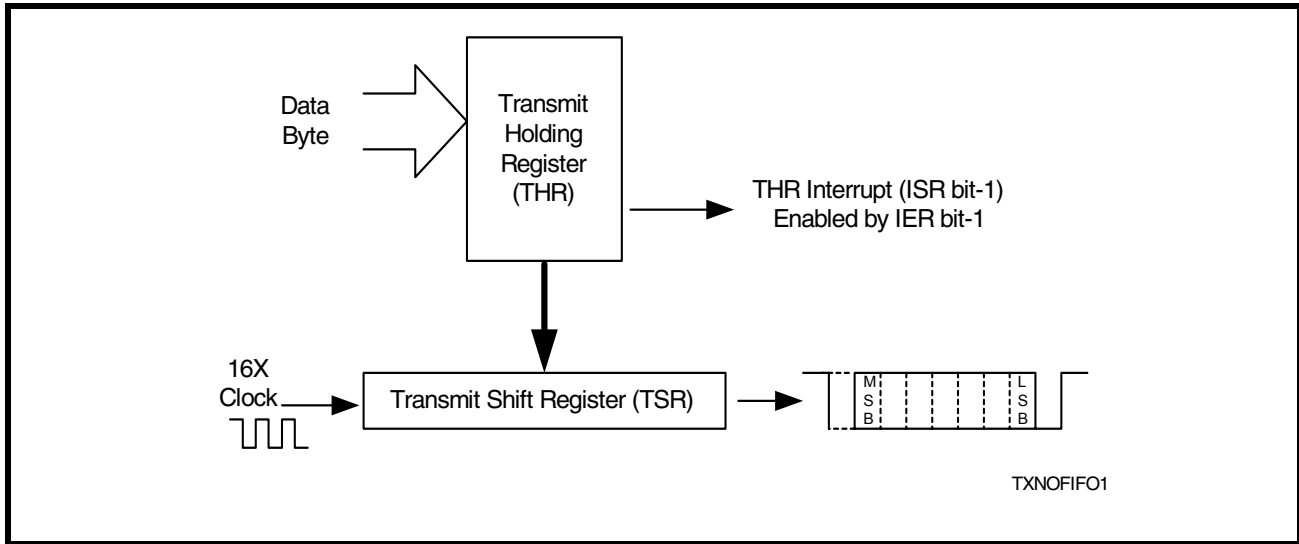 Data
Byte
Transmit
Holding
Register
(THR)
THR Interrupt (ISR bit-1)
Enabled by IER bit-1
16X
Clock
Transmit Shift Register (TSR)
M
S
B
L
S
B
TXNOFIFO1